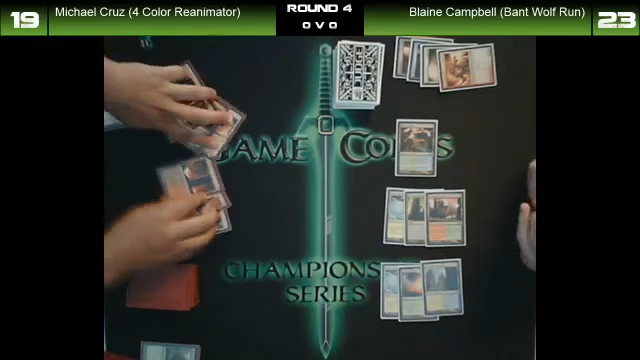 19
Michael Cruz (4 Color Reanimator)
ROUND 4
0 V 0
Blaine Campbell (Bant Wolf Run)
23
GAME CO
CHAMPIONS
SERIES